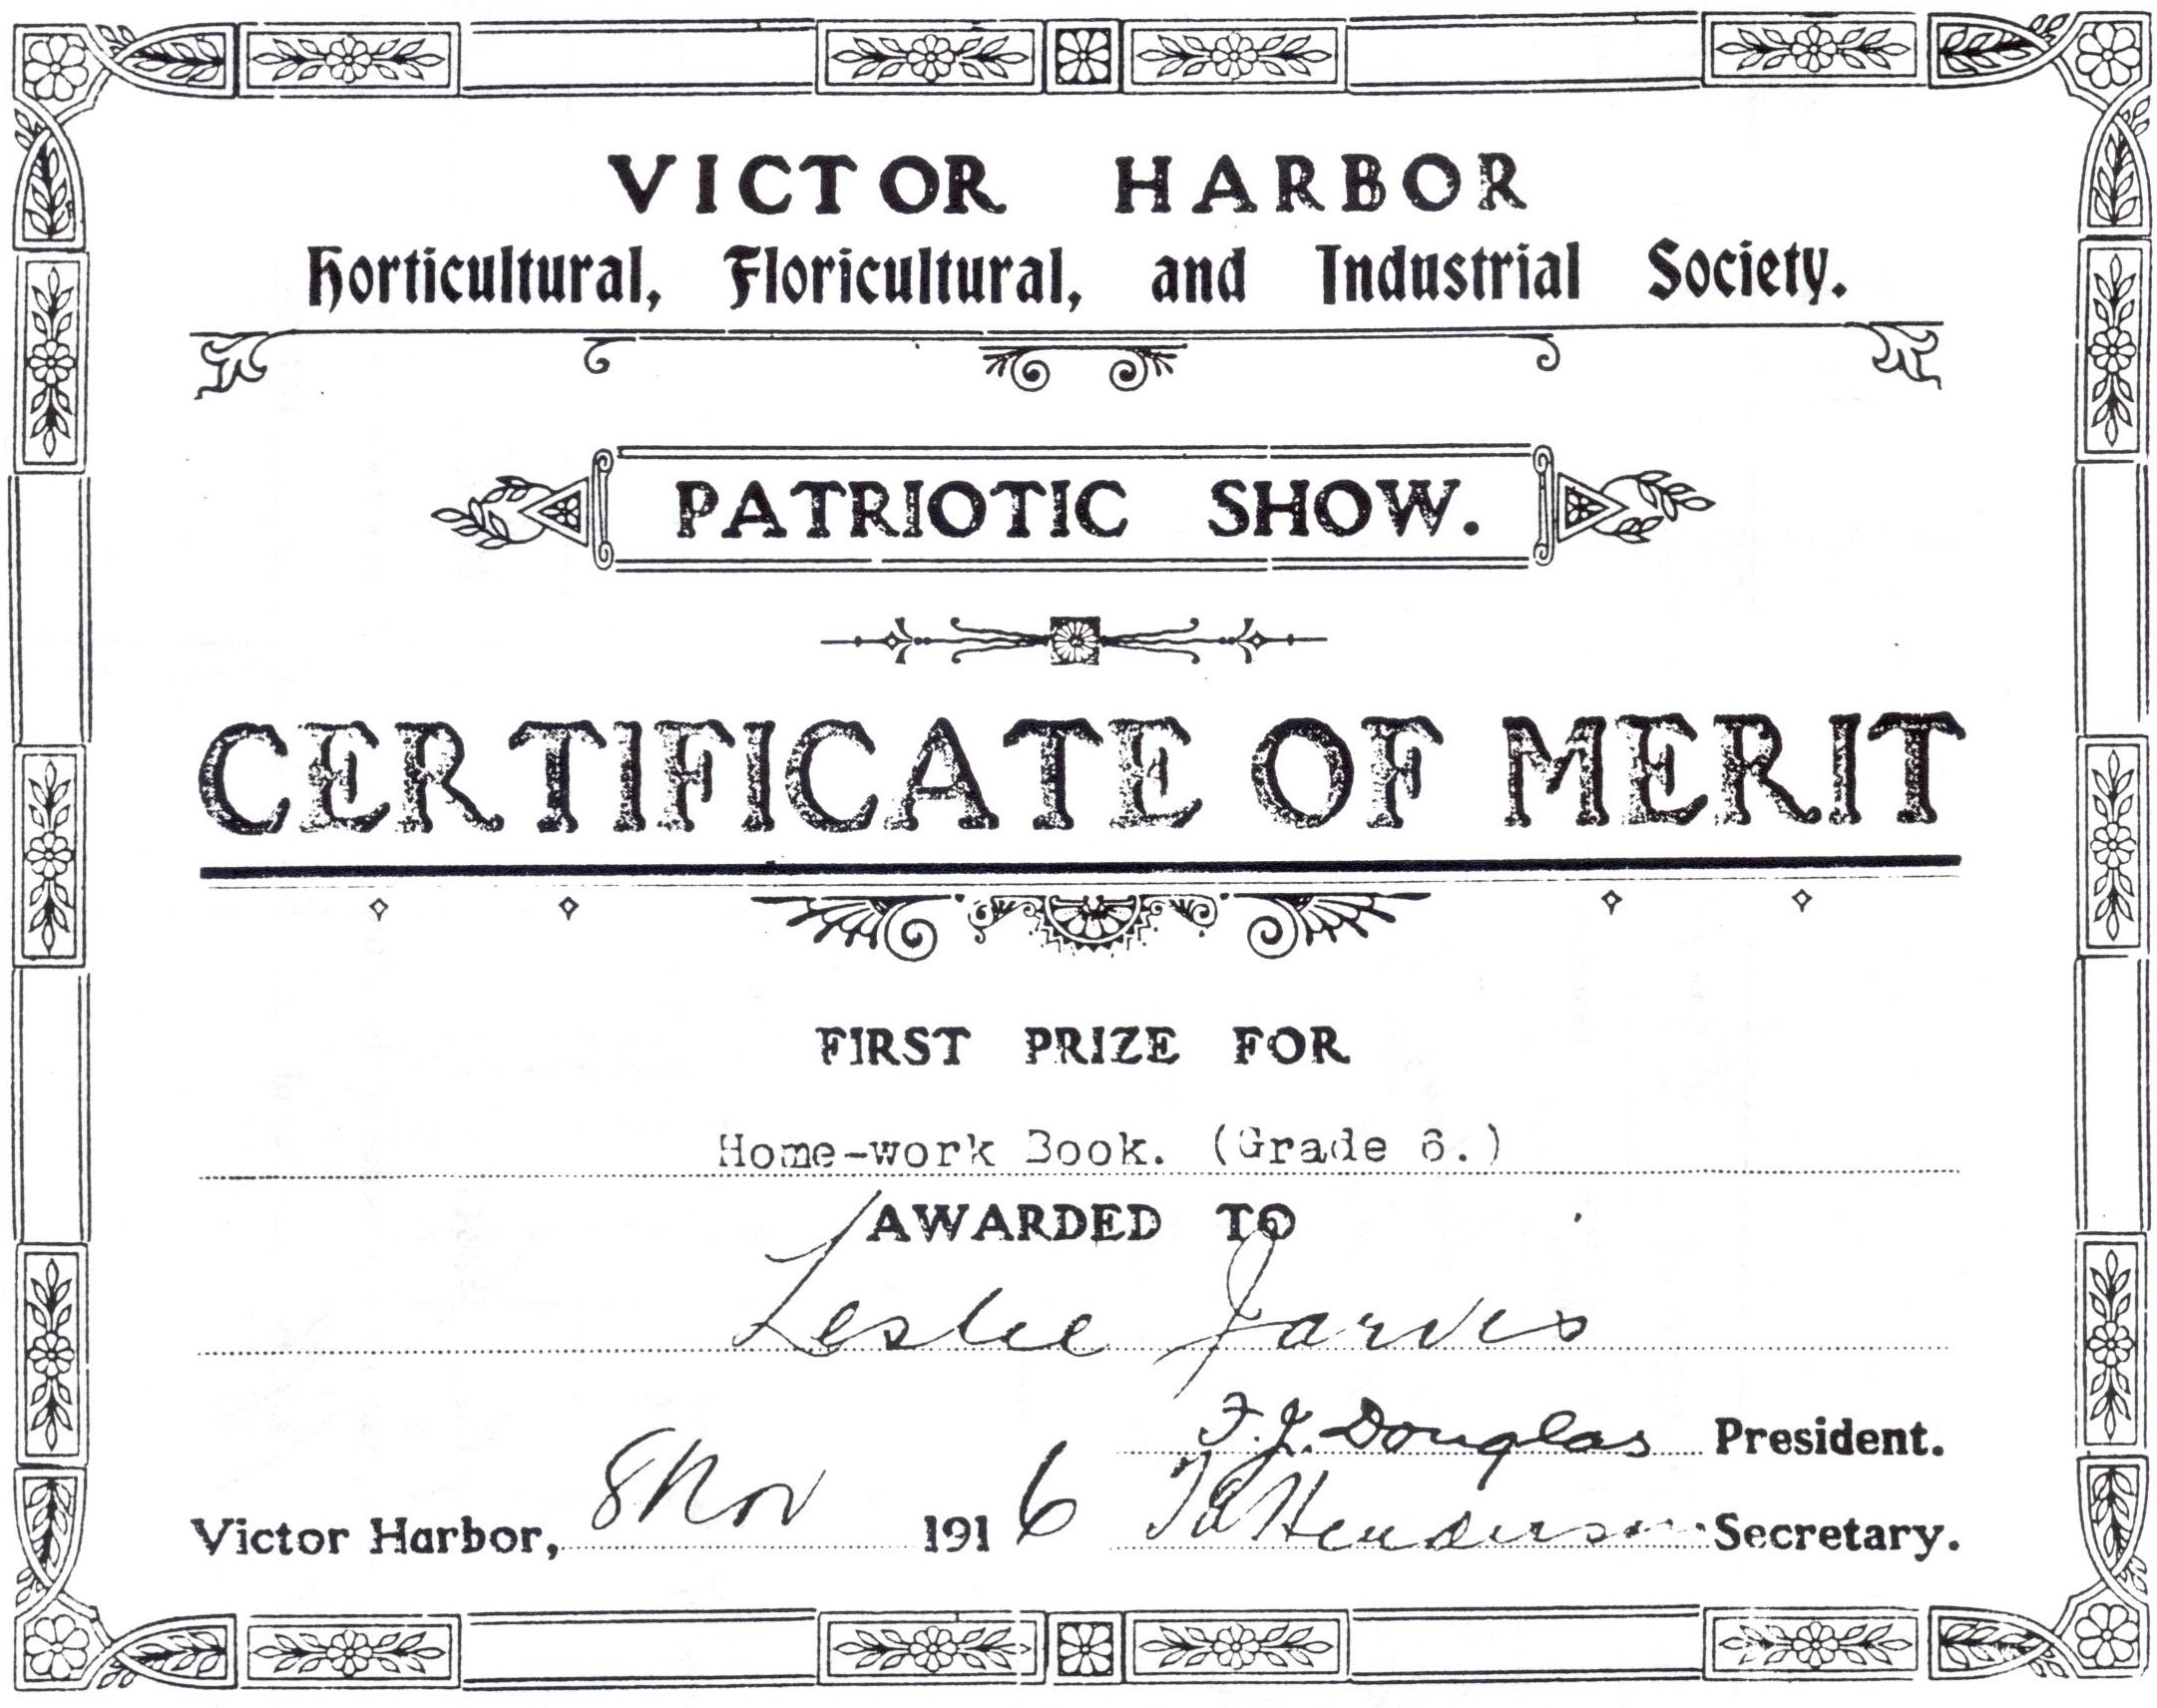 VICTOR HARBOR
Horticultural, Floricultural, and Industrial Society.
PATRIOTIC SHOW.
CERTIFICATE OF MERIT
FIRST PRIZE FOR
Home-work Book. (Grade 6.)
AWARDED TO
Leslie Jarvis
F.J. Douglas President.
Victor Harbor, 8 Nov 1916 Henderson Secretary.